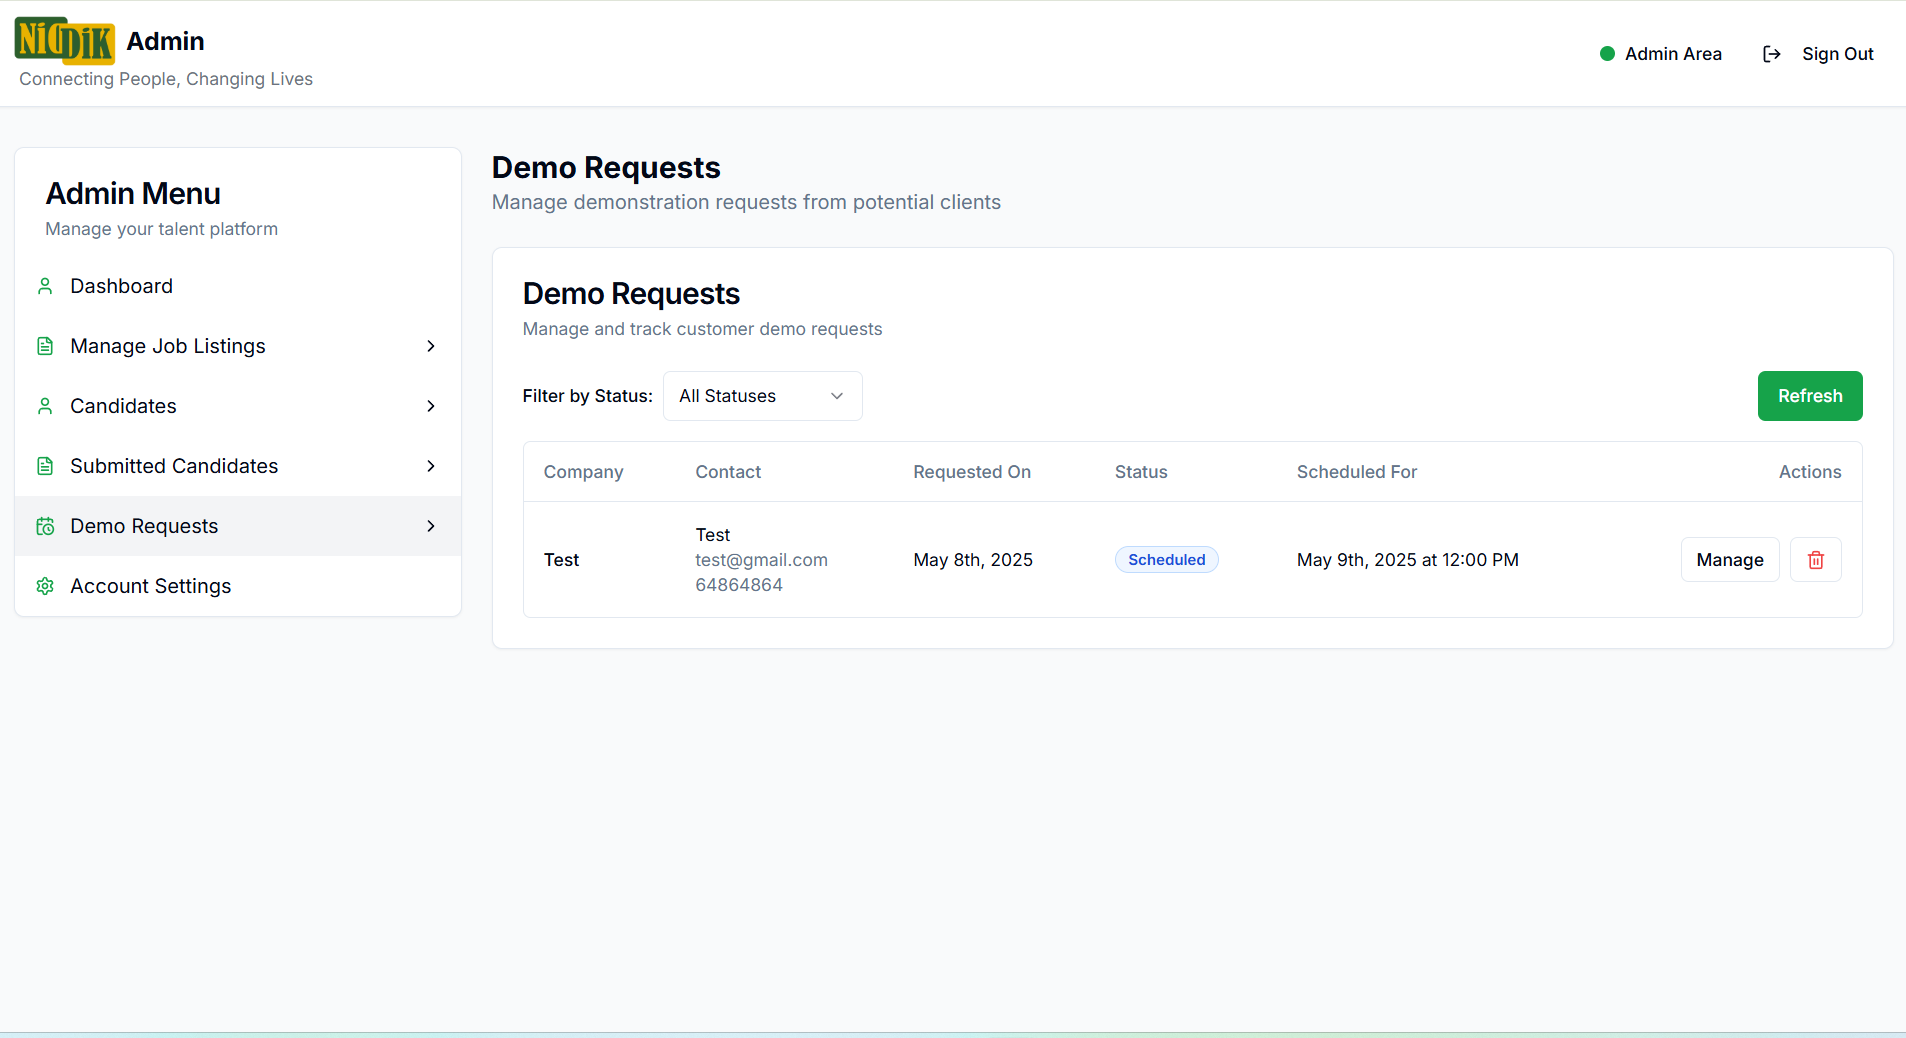 NiCDiK Admin
Connecting People, Changing Lives
Admin Area
Sign Out
Admin Menu
Manage your talent platform
Dashboard
Manage Job Listings
Candidates
Submitted Candidates
Demo Requests
Account Settings
Demo Requests
Manage demonstration requests from potential clients
Demo Requests
Manage and track customer demo requests
Filter by Status: All Statuses
Refresh
Company Contact Requested On Status Scheduled For Actions
Test
Test
test@gmail.com
64864864
May 8th, 2025
Scheduled
May 9th, 2025 at 12:00 PM
Manage